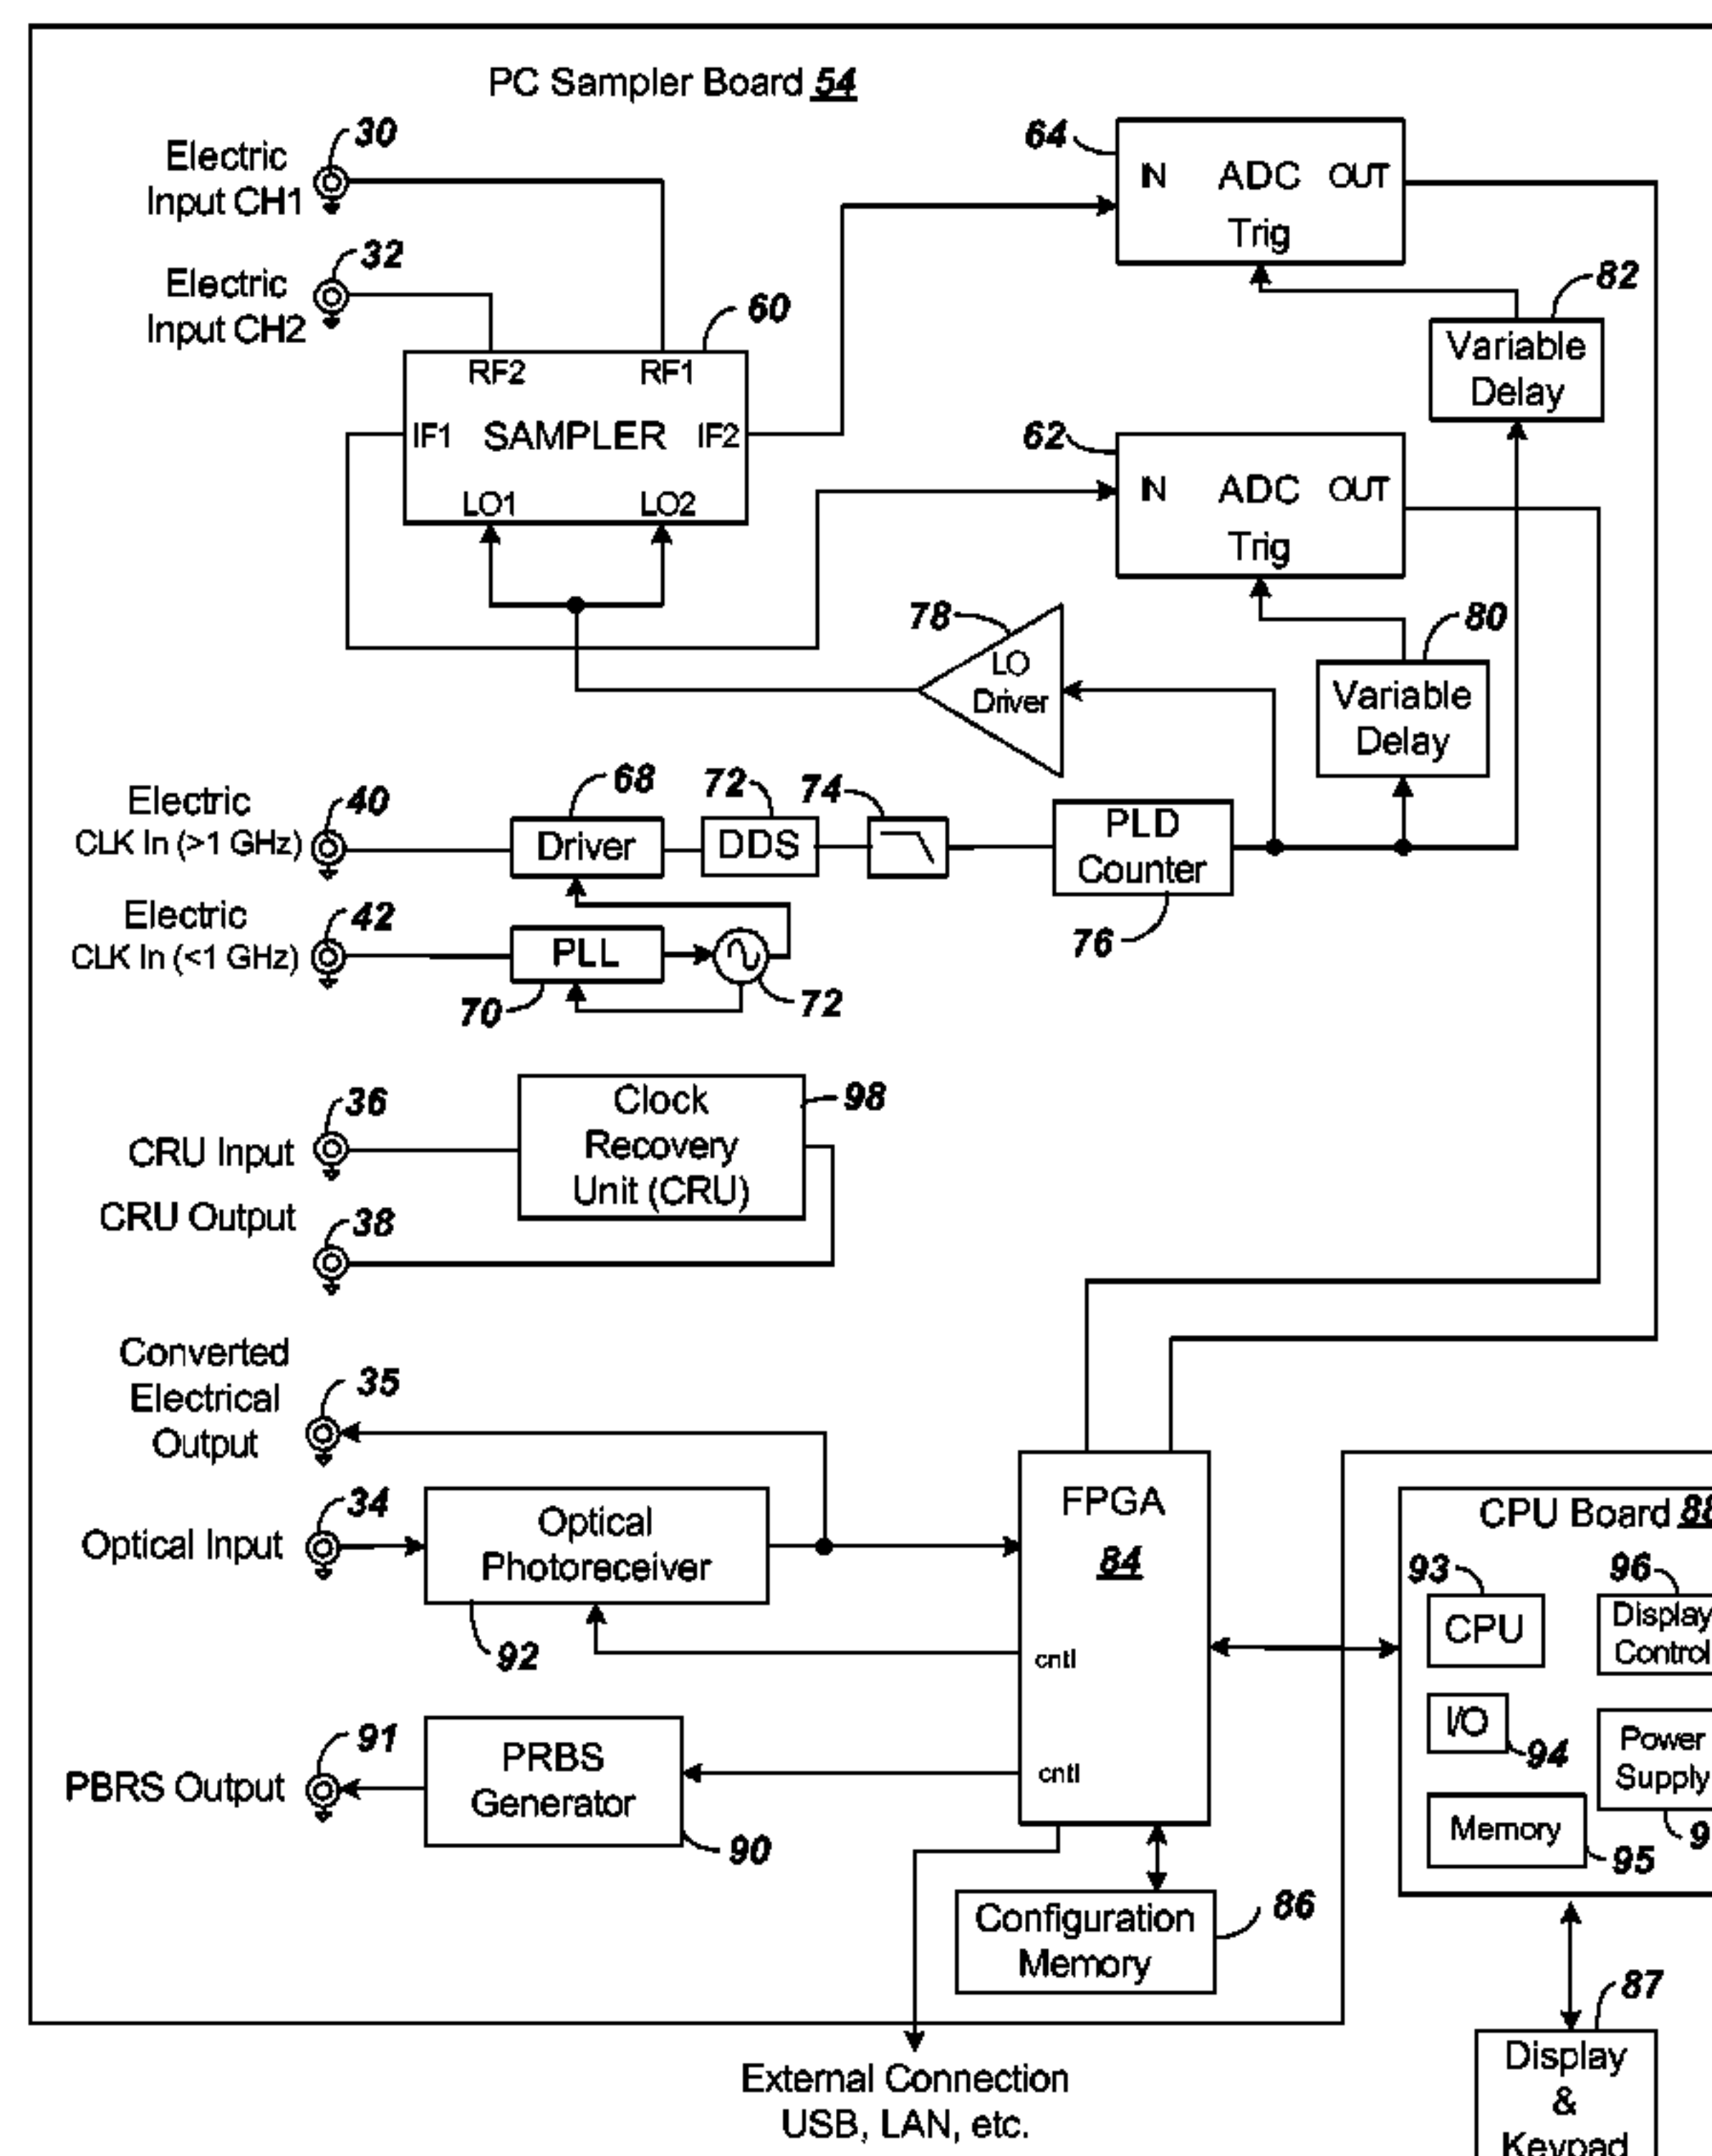 PC Sampler Board 54
30
Electric
Input CH1
32
Electric
Input CH2
60
RF2 RF1
IF1 SAMPLER IF2
LO1 LO2
64
IN ADC OUT
Trig
82
Variable
Delay
62
IN ADC OUT
Trig
80
Variable
Delay
78
LO
Driver
Electric
CLK In (>1 GHz)
40
68
Driver
72
DDS
74
PLD
Counter
76
Electric
CLK In (<1 GHz)
42
PLL
70
72
36
CRU Input
Clock
Recovery
Unit (CRU)
98
CRU Output
38
Converted
Electrical
Output
35
34
Optical Input
Optical
Photoreceiver
92
FPGA
84
cntl
cntl
91
PBRS Output
PRBS
Generator
90
Configuration
Memory
86
External Connection
USB, LAN, etc.
CPU Board 88
93
CPU
96
Display
Control
I/O
94
Power
Supply
9
Memory
95
87
Display
&
Keypad